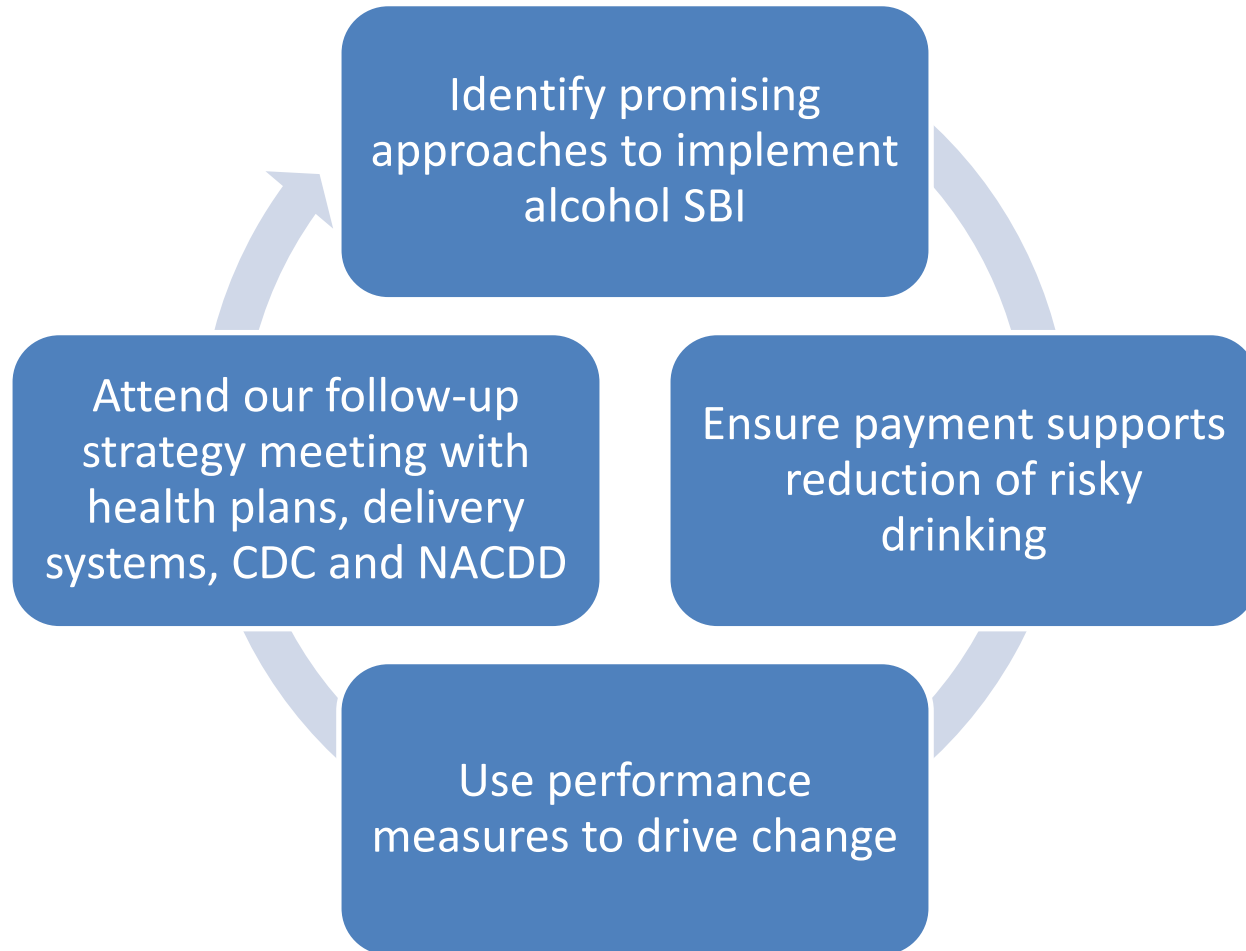 Identify promising
approaches to implement
alcohol SBI
Ensure payment supports
reduction of risky
drinking
Use performance
measures to drive change
Attend our follow-up
strategy meeting with
health plans, delivery
systems, CDC and NACDD